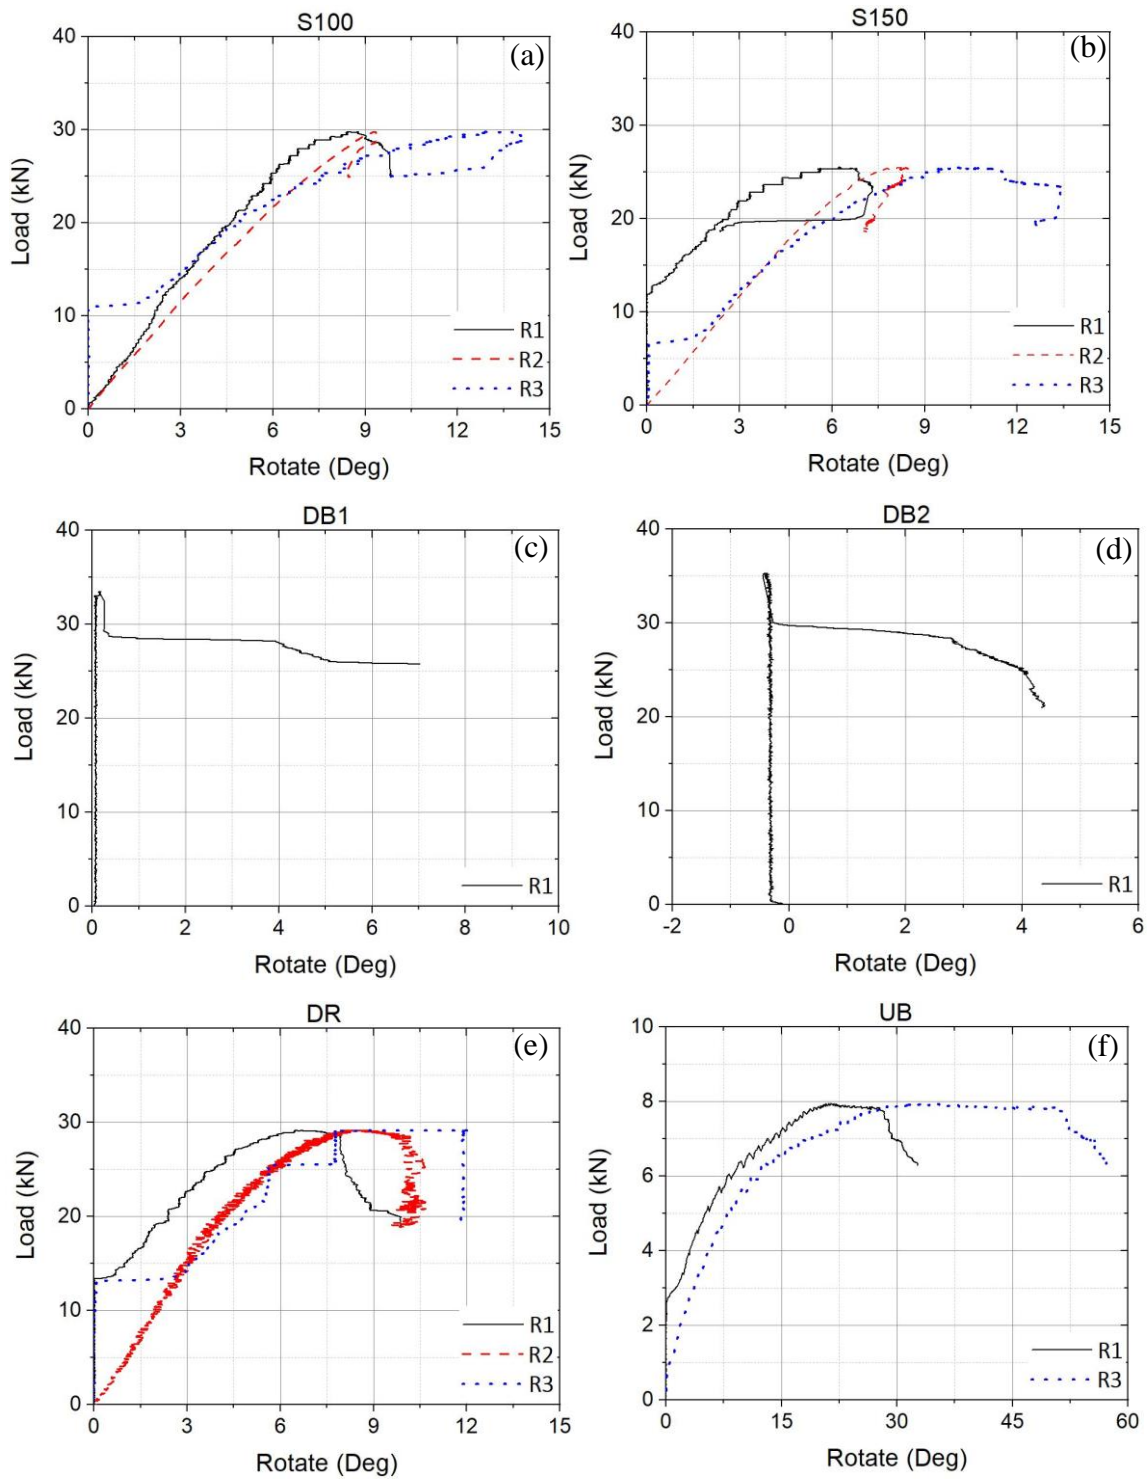 S100
(a)
40
30
20
10
0
Load (kN)
R1
R2
R3
0 3 6 9 12 15
Rotate (Deg)
S150
(b)
40
30
20
10
0
Load (kN)
R1
R2
R3
0 3 6 9 12 15
Rotate (Deg)
DB1
(c)
40
30
20
10
0
Load (kN)
R1
0 2 4 6 8 10
Rotate (Deg)
DB2
(d)
40
30
20
10
0
Load (kN)
R1
-2 0 2 4 6
Rotate (Deg)
DR
(e)
40
30
20
10
0
Load (kN)
R1
R2
R3
0 3 6 9 12 15
Rotate (Deg)
UB
(f)
10
8
6
4
2
0
Load (kN)
R1
R3
0 15 30 45 60
Rotate (Deg)